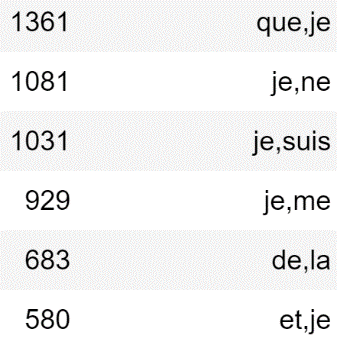 1361 que,je
1081 je,ne
1031 je,suis
929 je,me
683 de,la
580 et,je